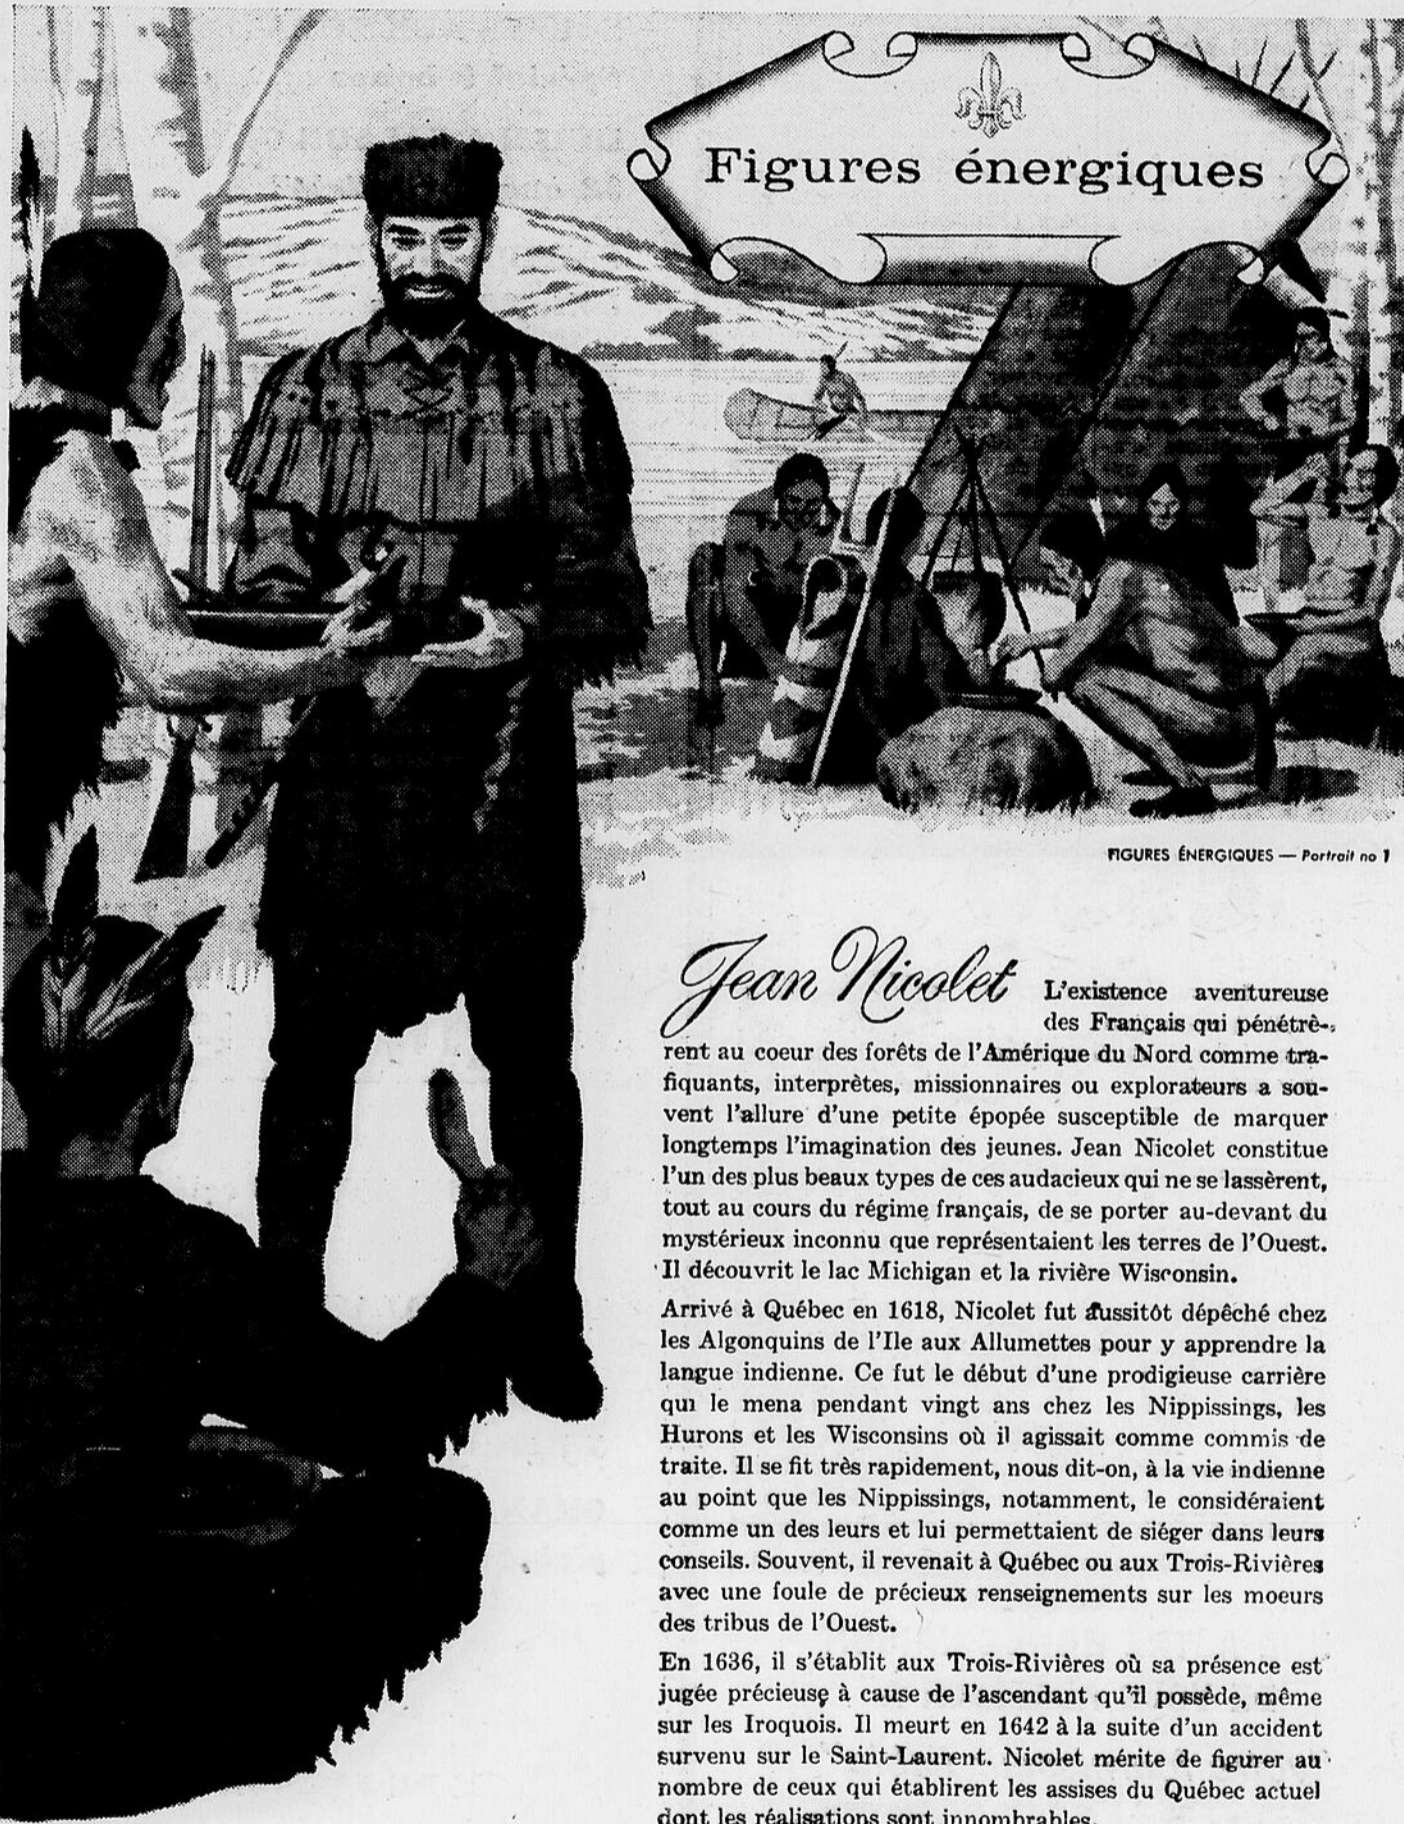 Figures énergiques
FIGURES ÉNERGIQUES — Portrait no 1
Jean Nicolet L'existence aventureuse
des Français qui pénétrè-
rent au coeur des forêts de l'Amérique du Nord comme tra-
fiquants, interprètes, missionnaires ou explorateurs a sou-
vent l'allure d'une petite épopée susceptible de marquer
longtemps l'imagination des jeunes. Jean Nicolet constitue
l'un des plus beaux types de ces audacieux qui ne se lassèrent,
tout au cours du régime français, de se porter au-devant du
mystérieux inconnu que représentaient les terres de l'Ouest.
Il découvrit le lac Michigan et la rivière Wisconsin.
Arrivé à Québec en 1618, Nicolet fut aussitôt dépêché chez
les Algonquins de l'Ile aux Allumettes pour y apprendre la
langue indienne. Ce fut le début d'une prodigieuse carrière
qui le mena pendant vingt ans chez les Nippissings, les
Hurons et les Wisconsins où il agissait comme commis de
traite. Il se fit très rapidement, nous dit-on, à la vie indienne
au point que les Nippissings, notamment, le considéraient
comme un des leurs et lui permettaient de siéger dans leurs
conseils. Souvent, il revenait à Québec ou aux Trois-Rivières
avec une foule de précieux renseignements sur les moeurs
des tribus de l'Ouest.
En 1636, il s'établit aux Trois-Rivières où sa présence est
jugée précieuse à cause de l'ascendant qu'il possède, même
sur les Iroquois. Il meurt en 1642 à la suite d'un accident
survenu sur le Saint-Laurent. Nicolet mérite de figurer au
nombre de ceux qui établirent les assises du Québec actuel
dont les réalisations sont innombrables.